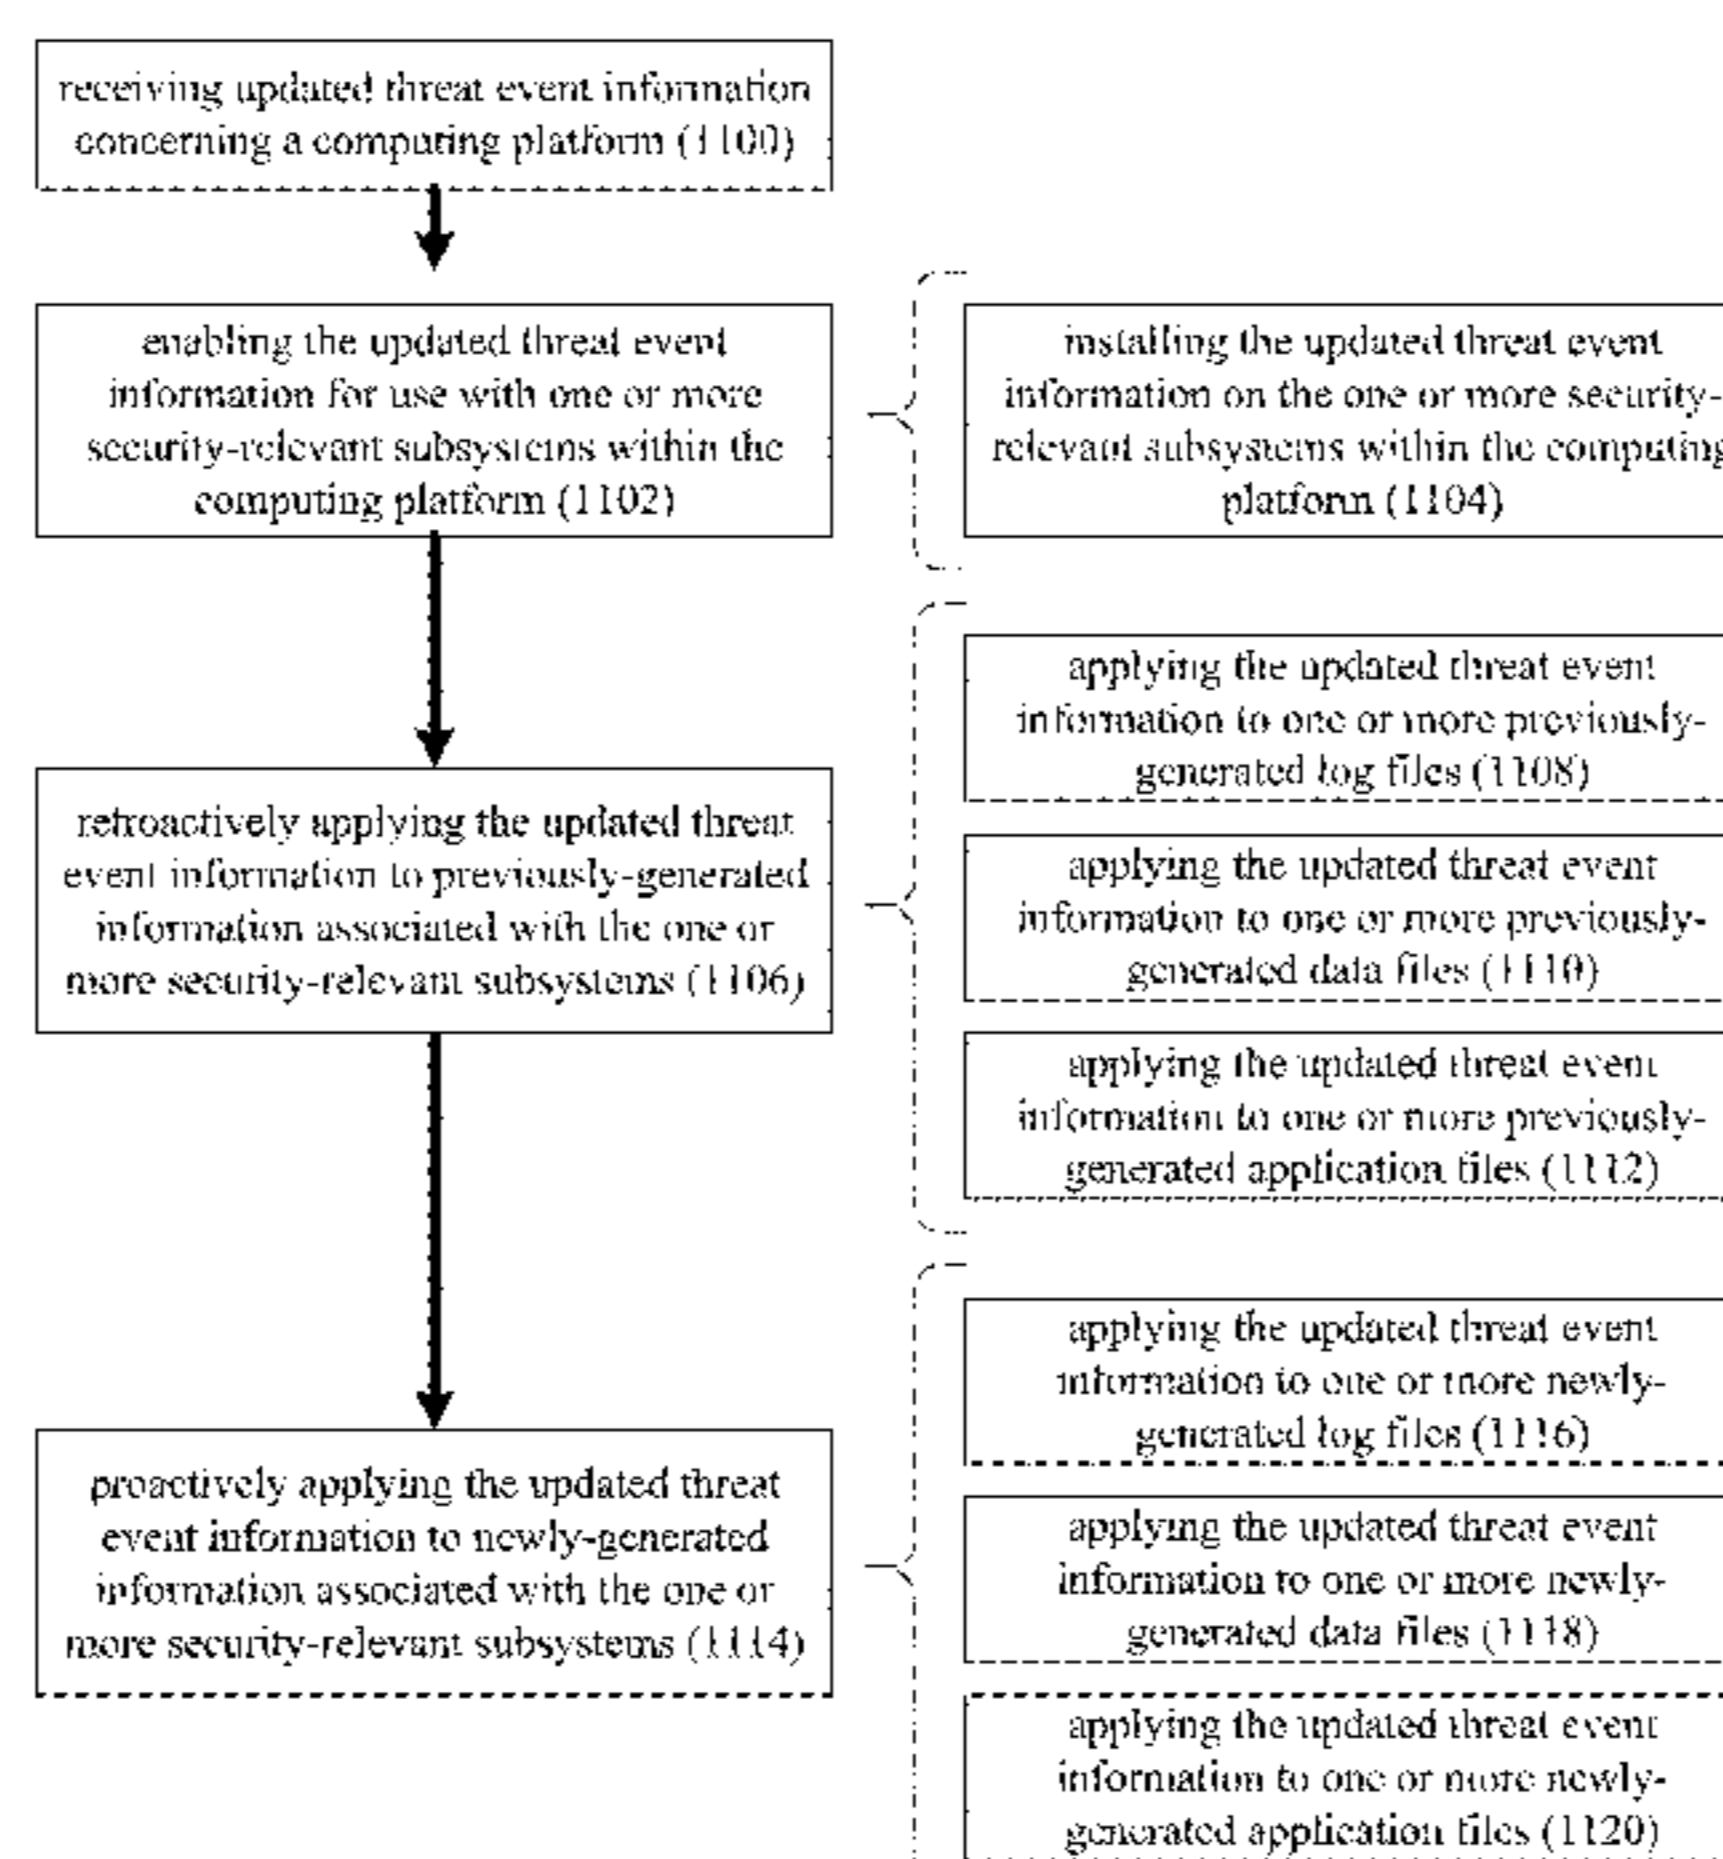 receiving updated threat event information
concerning a computing platform (1100)
enabling the updated threat event
information for use with one or more
security-relevant subsystems within the
computing platform (1102)
installing the updated threat event
information on the one or more security-
relevant subsystems within the computing
platform (1104)
retroactively applying the updated threat
event information to previously-generated
information associated with the one or
more security-relevant subsystems (1106)
applying the updated threat event
information to one or more previously-
generated log files (1108)
applying the updated threat event
information to one or more previously-
generated data files (1110)
applying the updated threat event
information to one or more previously-
generated application files (1112)
proactively applying the updated threat
event information to newly-generated
information associated with the one or
more security-relevant subsystems (1114)
applying the updated threat event
information to one or more newly-
generated log files (1116)
applying the updated threat event
information to one or more newly-
generated data files (1118)
applying the updated threat event
information to one or more newly-
generated application files (1120)